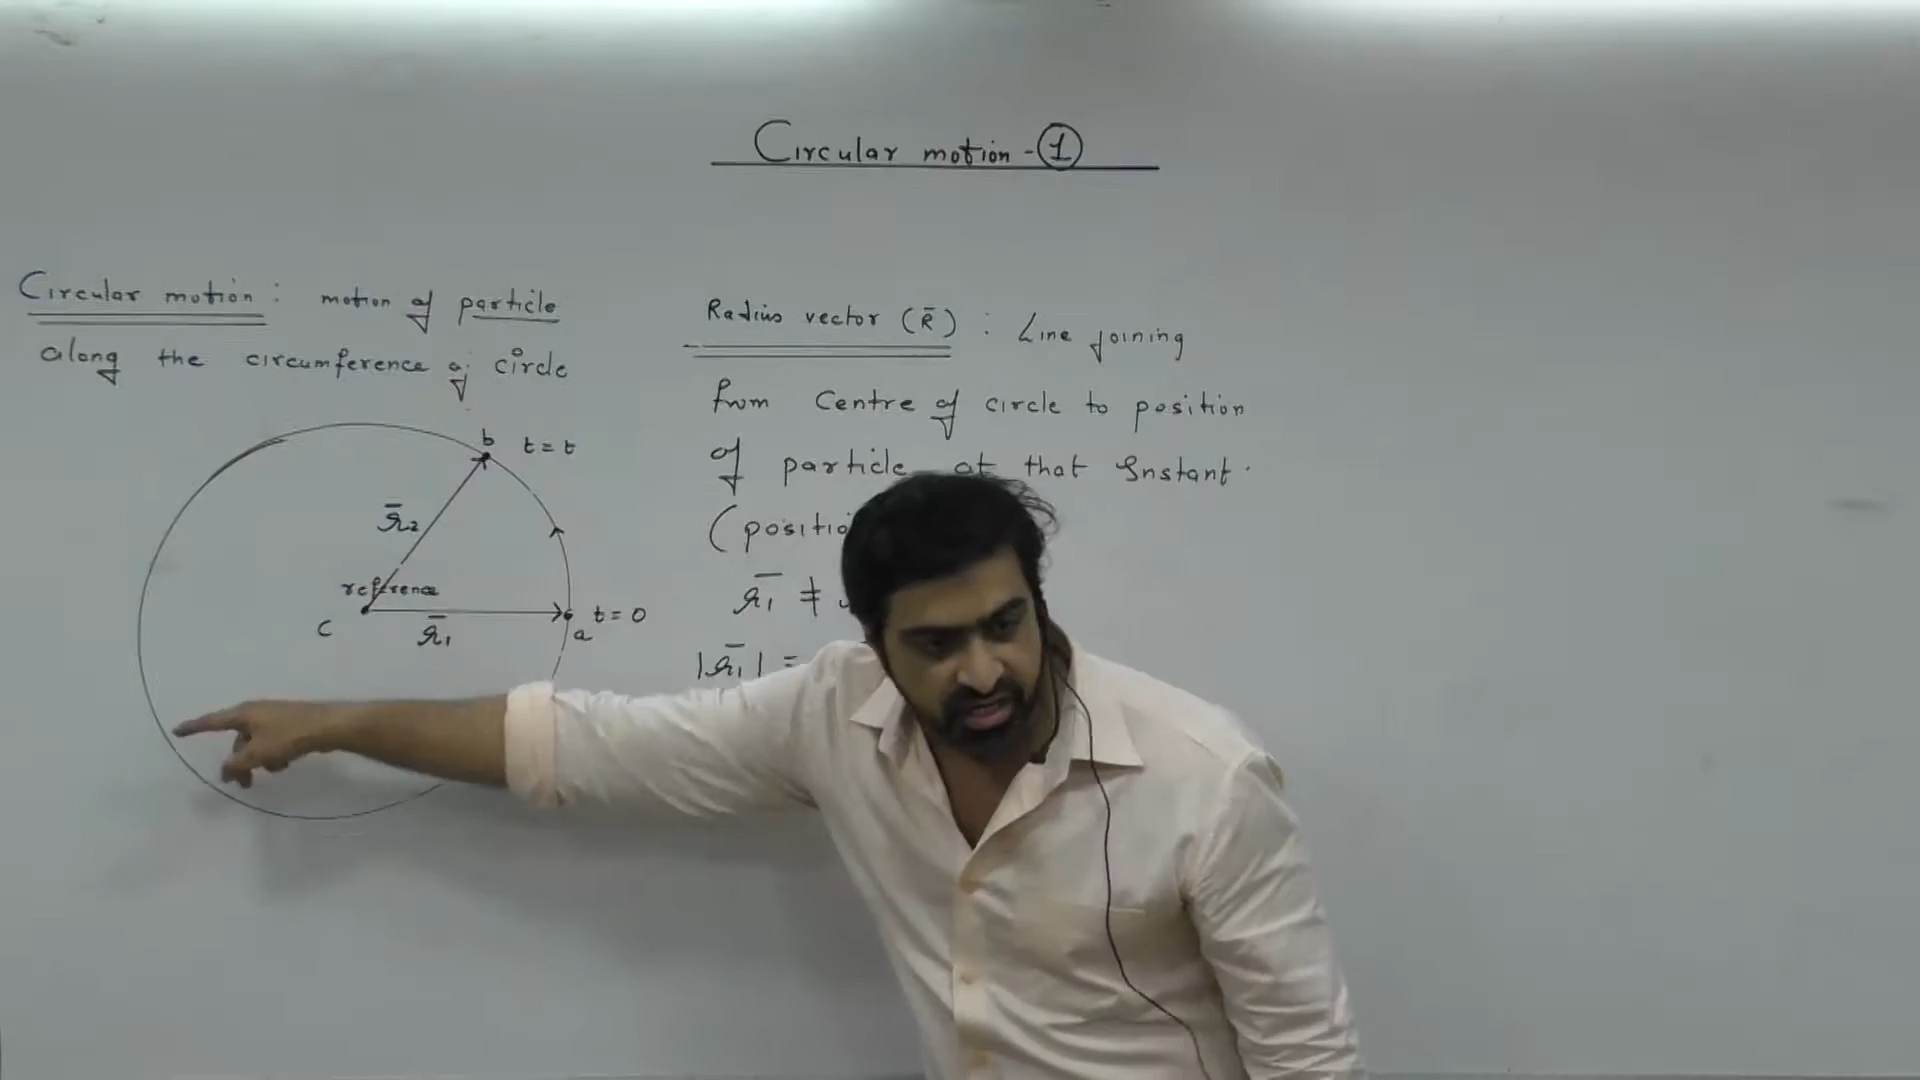 Circular motion - 1
Circular motion : motion of particle
along the circumference of circle
b t = t
r̄₂
reference
C
r̄₁
a t = 0
Radius vector (R̄) : Line joining
from Centre of circle to position
of particle at that Instant.
(positio
r̄₁ ≠
|r̄₁| =